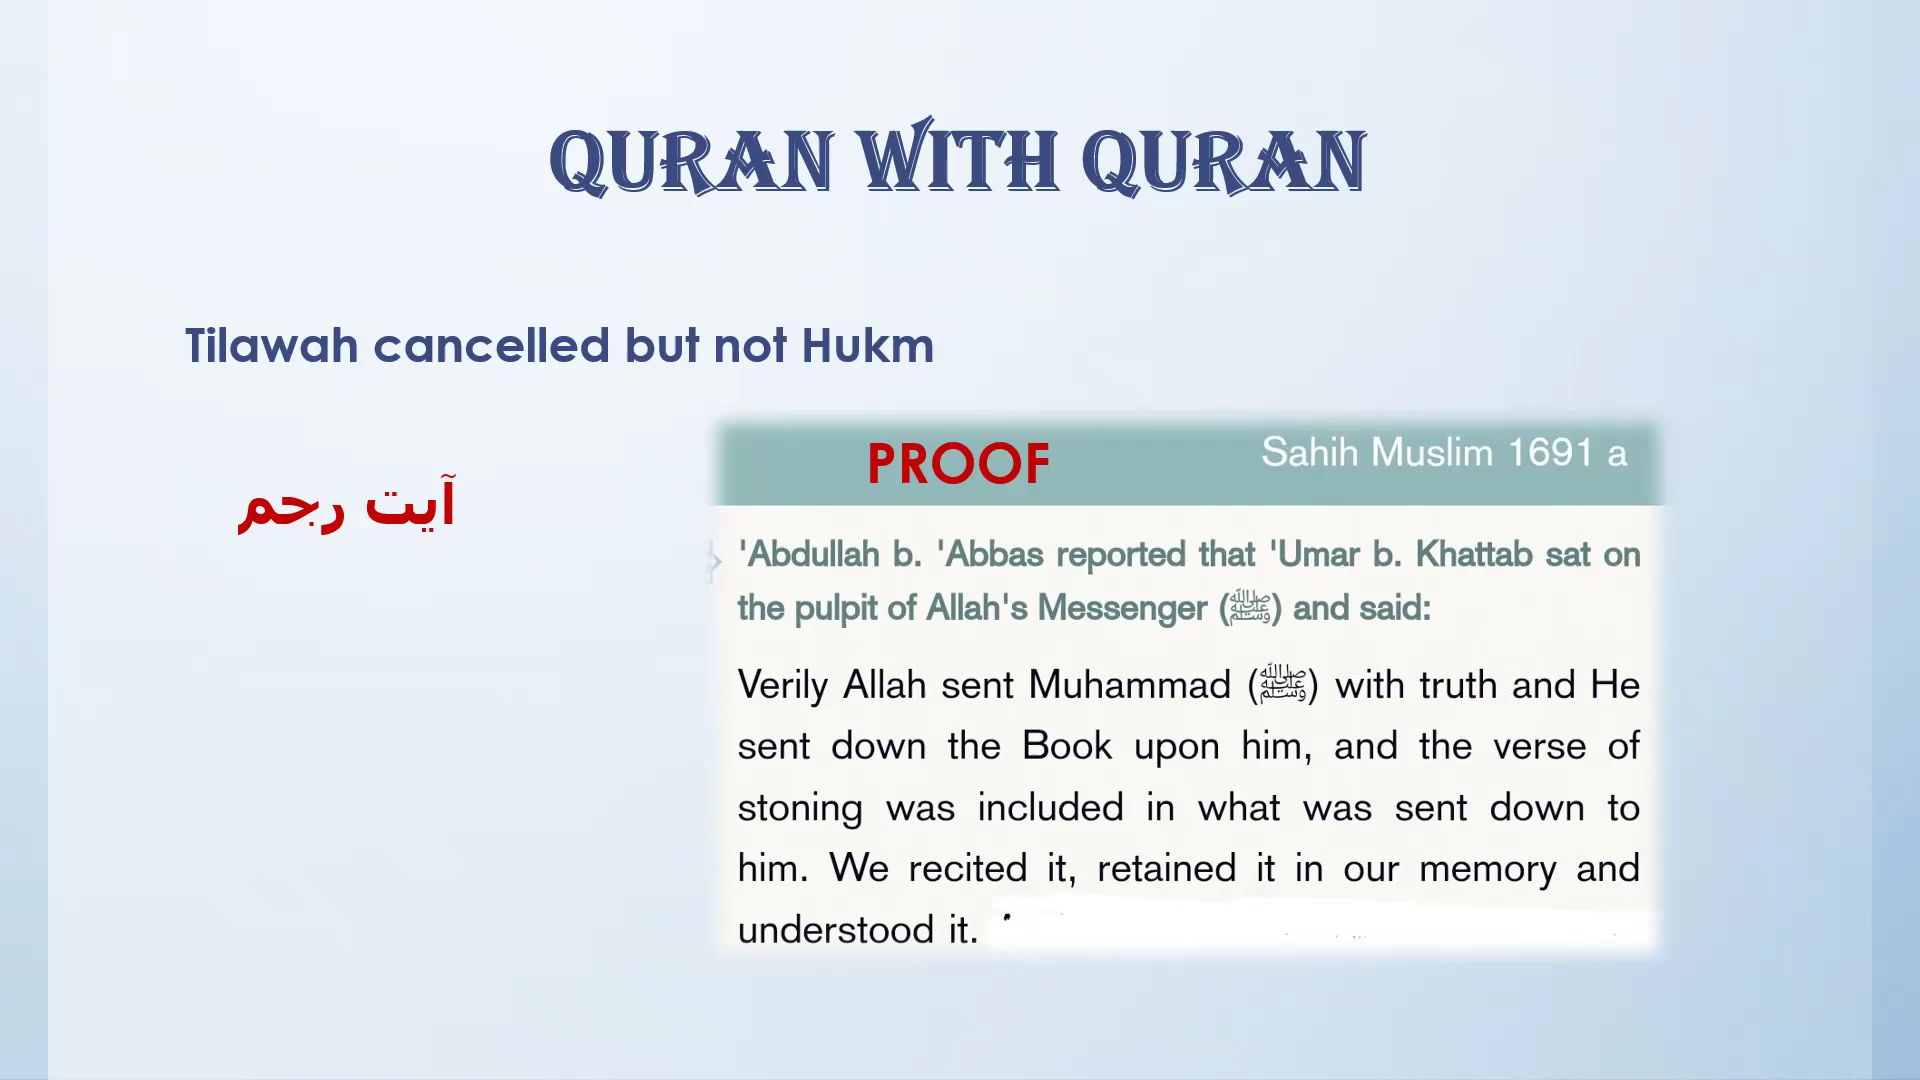 QURAN WITH QURAN
Tilawah cancelled but not Hukm
آیت رجم
PROOF
Sahih Muslim 1691 a
'Abdullah b. 'Abbas reported that 'Umar b. Khattab sat on
the pulpit of Allah's Messenger (ﷺ) and said:
Verily Allah sent Muhammad (ﷺ) with truth and He
sent down the Book upon him, and the verse of
stoning was included in what was sent down to
him. We recited it, retained it in our memory and
understood it.